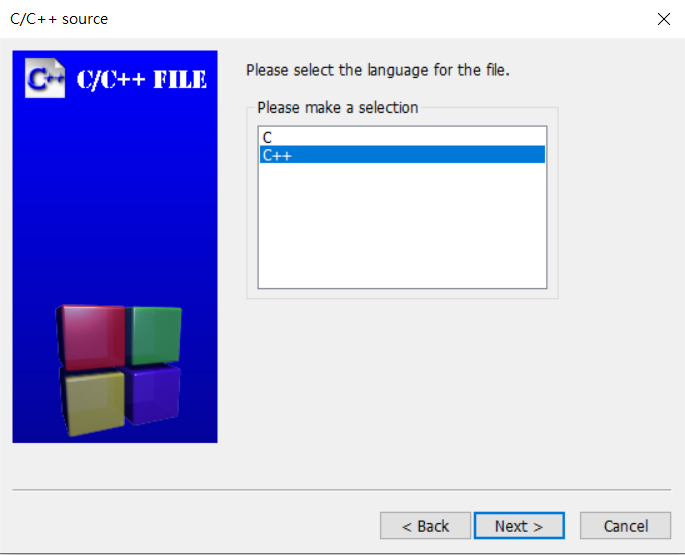 C/C++ source
C++ C/C++ FILE
Please select the language for the file.
Please make a selection
C
C++
< Back Next > Cancel